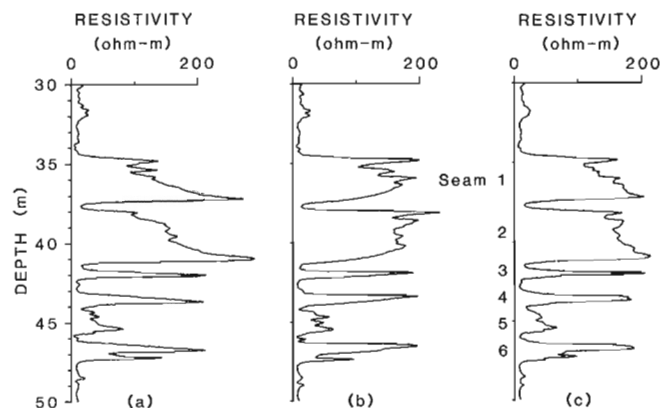 RESISTIVITY RESISTIVITY RESISTIVITY
(ohm-m) (ohm-m) (ohm-m)
0 200 0 200 0 200
30
35
Seam 1
2
40
3
4
45
5
6
50
DEPTH (m)
(a) (b) (c)